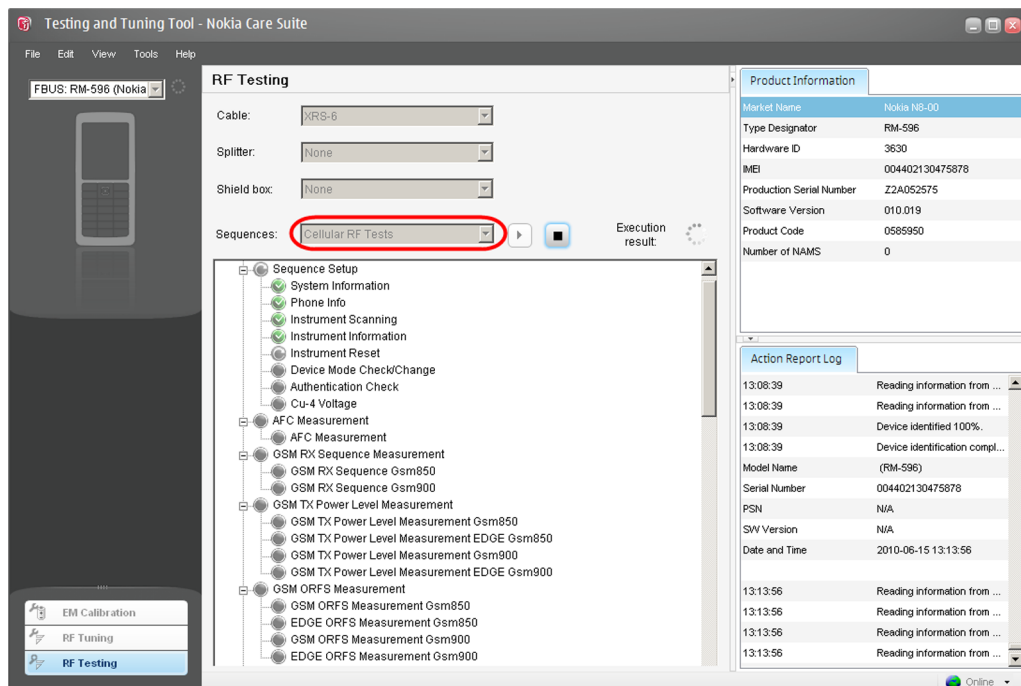 Testing and Tuning Tool - Nokia Care Suite
File Edit View Tools Help
FBUS: RM-596 (Nokia
RF Testing
Cable: XRS-6
Splitter: None
Shield box: None
Sequences: Cellular RF Tests
Execution
result:
Sequence Setup
System Information
Phone Info
Instrument Scanning
Instrument Information
Instrument Reset
Device Mode Check/Change
Authentication Check
Cu-4 Voltage
AFC Measurement
AFC Measurement
GSM RX Sequence Measurement
GSM RX Sequence Gsm850
GSM RX Sequence Gsm900
GSM TX Power Level Measurement
GSM TX Power Level Measurement Gsm850
GSM TX Power Level Measurement EDGE Gsm850
GSM TX Power Level Measurement Gsm900
GSM TX Power Level Measurement EDGE Gsm900
GSM ORFS Measurement
GSM ORFS Measurement Gsm850
EDGE ORFS Measurement Gsm850
GSM ORFS Measurement Gsm900
EDGE ORFS Measurement Gsm900
EM Calibration
RF Tuning
RF Testing
Product Information
Market Name Nokia N8-00
Type Designator RM-596
Hardware ID 3630
IMEI 004402130475878
Production Serial Number Z2A052575
Software Version 010.019
Product Code 0585950
Number of NAMS 0
Action Report Log
13:08:39 Reading information from ...
13:08:39 Reading information from ...
13:08:39 Device identified 100%.
13:08:39 Device identification compl...
Model Name (RM-596)
Serial Number 004402130475878
PSN N/A
SW Version N/A
Date and Time 2010-06-15 13:13:56
13:13:56 Reading information from ...
13:13:56 Reading information from ...
13:13:56 Reading information from ...
13:13:56 Reading information from ...
Online